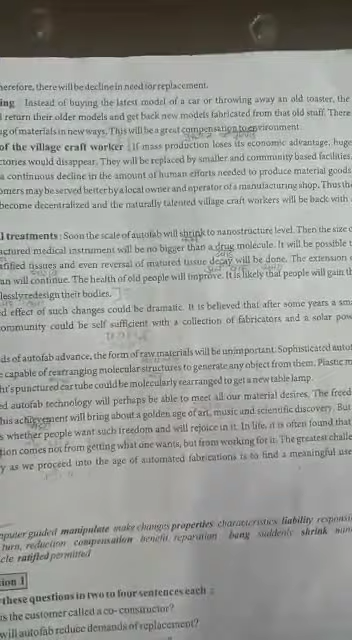 herefore, there will be decline in need for replacement.
ing Instead of buying the latest model of a car or throwing away an old toaster, the
return their older models and get back new models fabricated from that old stuff. There
g of materials in new ways. This will be a great compensation to environment
of the village craft worker : If mass production loses its economic advantage, huge
ctories would disappear. They will be replaced by smaller and community based facilities.
a continuous decline in the amount of human efforts needed to produce material goods
omers may be served better by a local owner and operator of a manufacturing shop. Thus the
become decentralized and the naturally talented village craft workers will be back with
l treatments : Soon the scale of autofab will shrink to nanostructure level. Then the size o
actured medical instrument will be no bigger than a drug molecule. It will be possible t
tissues and even reversal of matured tissue decay will be done. The extension o
an will continue. The health of old people will improve. It is likely that people will gain th
lessly redesign their bodies.
ed effect of such changes could be dramatic. It is believed that after some years a sma
ommunity could be self sufficient with a collection of fabricators and a solar pow
ds of autofab advance, the form of raw materials will be unimportant. Sophisticated autof
e capable of rearranging molecular structures to generate any object from them. Plastic m
ht's punctured car tube could be molecularly rearranged to get a new table lamp.
ed autofab technology will perhaps be able to meet all our material desires. The freed
his achievement will bring about a golden age of art, music and scientific discovery. But
s whether people want such freedom and will rejoice in it. In life, it is often found that
tion comes not from getting what one wants, but from working for it. The greatest challe
y as we proceed into the age of automated fabrications is to find a meaningful use
mputer guided manipulate make changes properties characteristics liability responsi
turn, reduction compensation benefit reparation bang suddenly shrink
cle ratified permitted
ion 1
these questions in two to four sentences each :
is the customer called a co- constructor?
will autofab reduce demands of replacement?